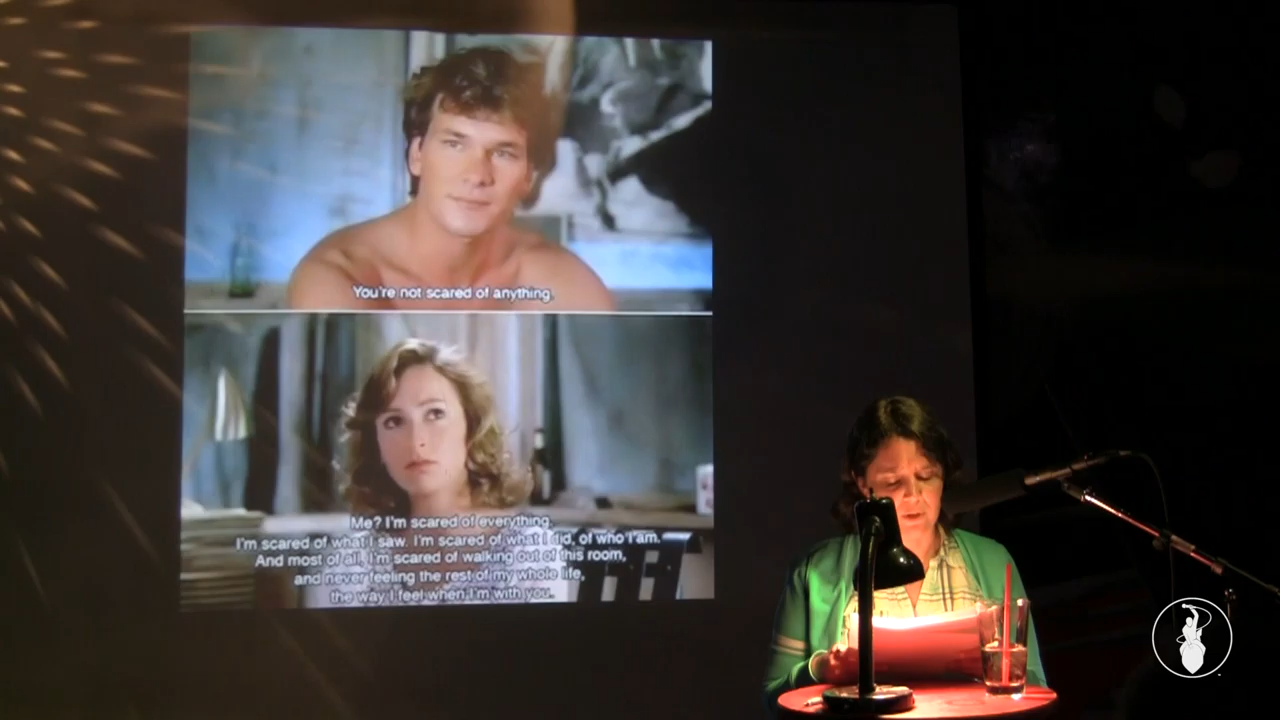 You're not scared of anything.
Me? I'm scared of everything.
I'm scared of what I saw. I'm scared of what I did, of who I am.
And most of all, I'm scared of walking out of this room,
and never feeling the rest of my whole life,
the way I feel when I'm with you.